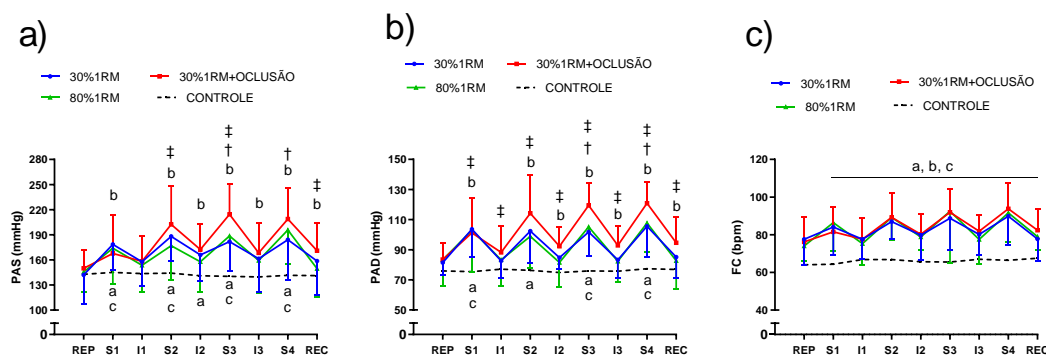 a)
30%1RM
30%1RM+OCLUSÃO
80%1RM
CONTROLE
PAS
(mmHg)
280
250
220
190
160
130
100
0
b
‡
b
b
‡
†
b
b
†
b
‡
a
c
a
c
a
a
c
a
c
REP S1 I1 S2 I2 S3 I3 S4 REC
b)
30%1RM
30%1RM+OCLUSÃO
80%1RM
CONTROLE
PAD
(mmHg)
150
130
110
90
70
50
0
‡
b
‡
‡
b
‡
b
‡
†
b
‡
b
‡
†
b
‡
b
a
c
a
c
a
a
c
a
c
REP S1 I1 S2 I2 S3 I3 S4 REC
c)
30%1RM
30%1RM+OCLUSÃO
80%1RM
CONTROLE
FC (bpm)
120
100
80
60
40
0
a, b, c
REP S1 I1 S2 I2 S3 I3 S4 REC